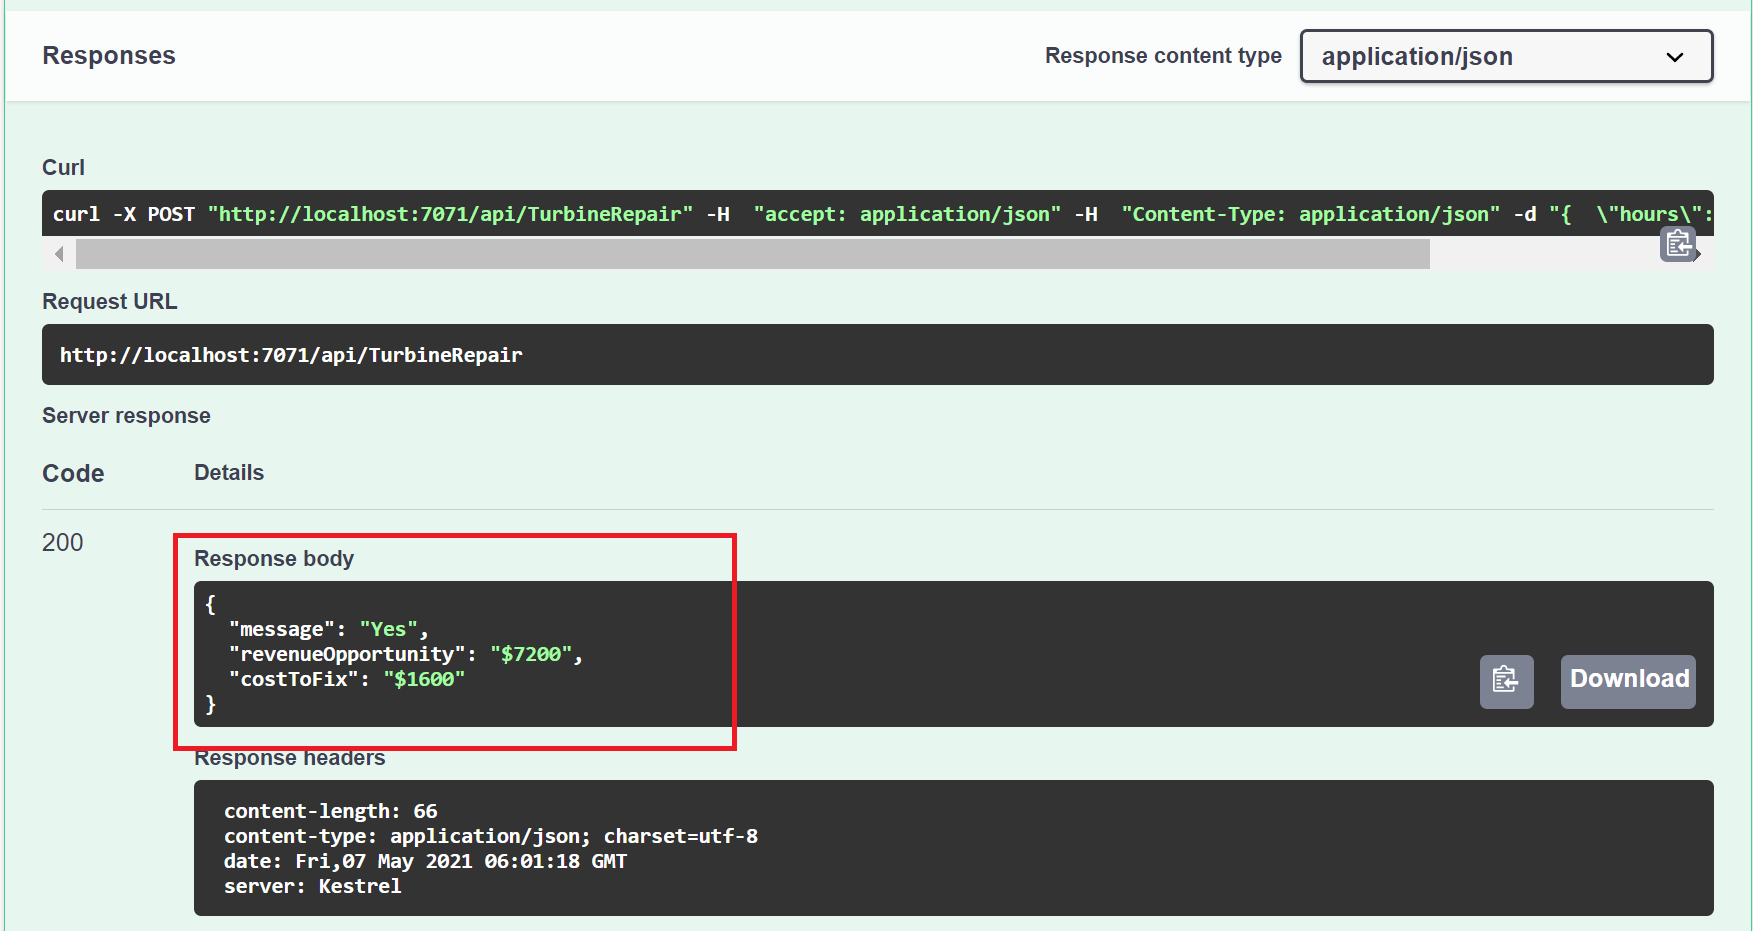 Responses
Response content type
application/json
Curl
curl -X POST "http://localhost:7071/api/TurbineRepair" -H  "accept: application/json" -H  "Content-Type: application/json" -d "{  \"hours\":
Request URL
http://localhost:7071/api/TurbineRepair
Server response
Code
Details
200
Response body
{
  "message": "Yes",
  "revenueOpportunity": "$7200",
  "costToFix": "$1600"
}
Download
Response headers
content-length: 66
content-type: application/json; charset=utf-8
date: Fri,07 May 2021 06:01:18 GMT
server: Kestrel